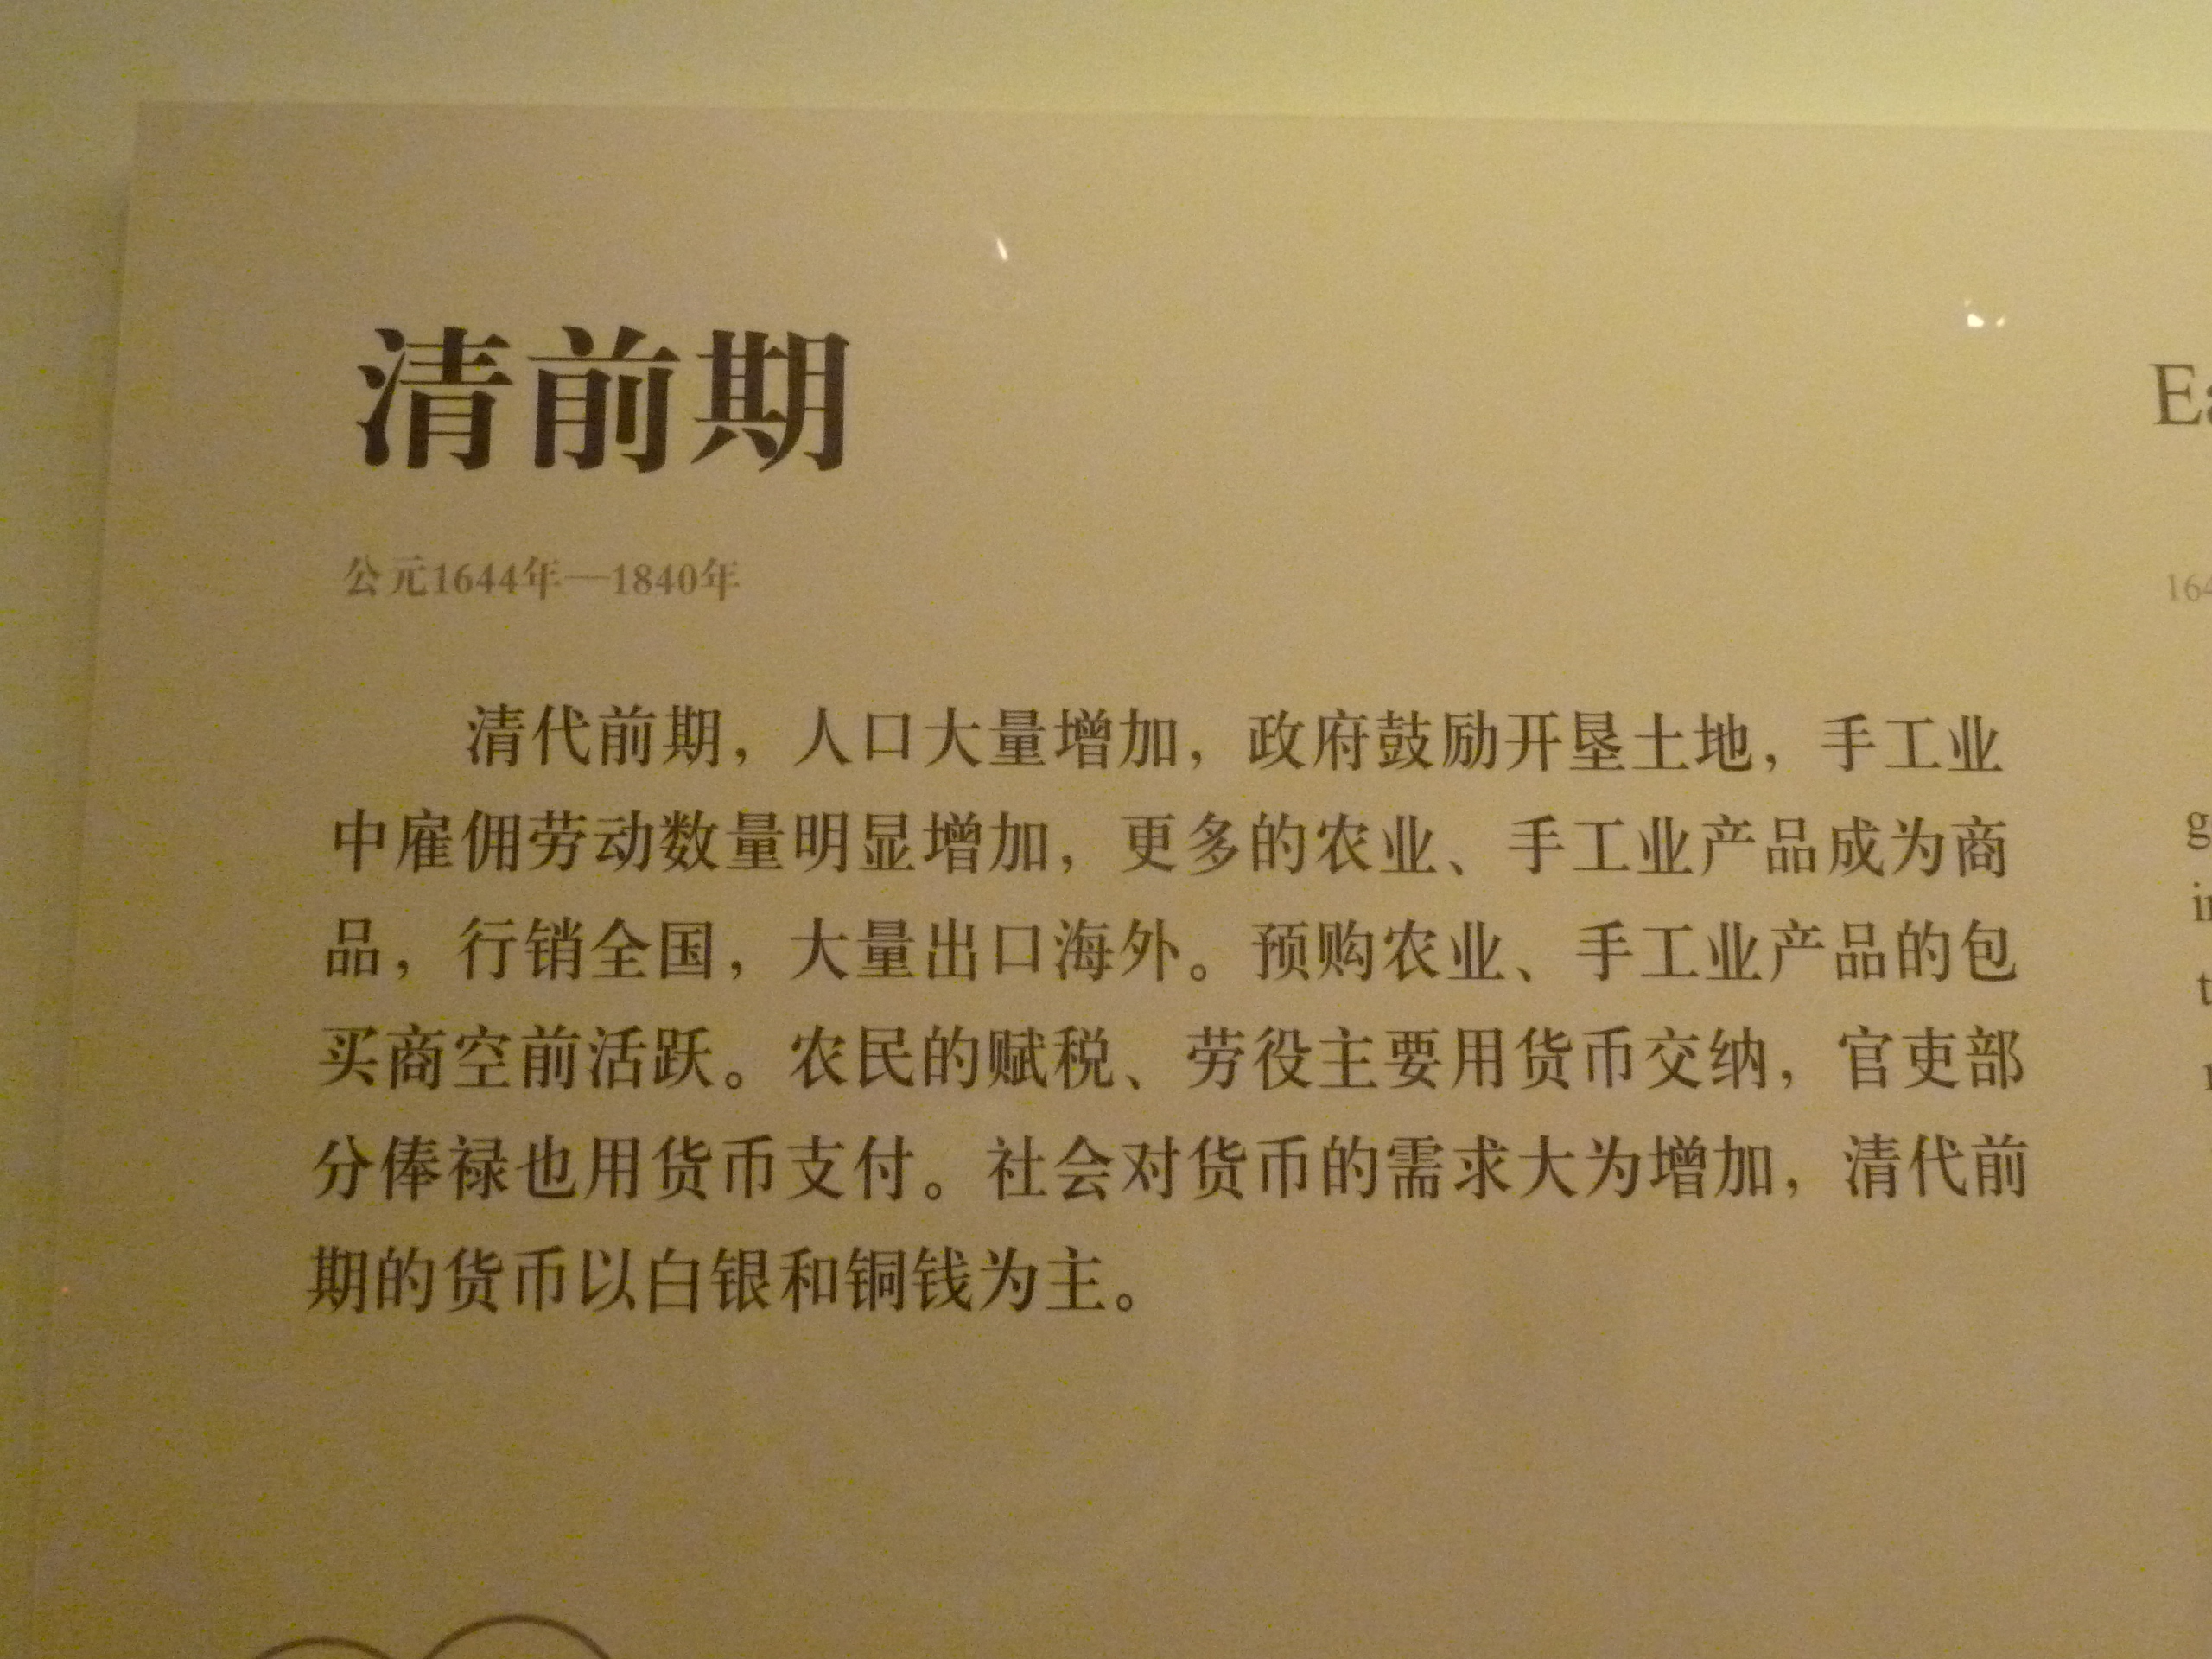 清前期
公元1644年—1840年
清代前期，人口大量增加，政府鼓励开垦土地，手工业
中雇佣劳动数量明显增加，更多的农业、手工业产品成为商
品，行销全国，大量出口海外。预购农业、手工业产品的包
买商空前活跃。农民的赋税、劳役主要用货币交纳，官吏部
分俸禄也用货币支付。社会对货币的需求大为增加，清代前
期的货币以白银和铜钱为主。